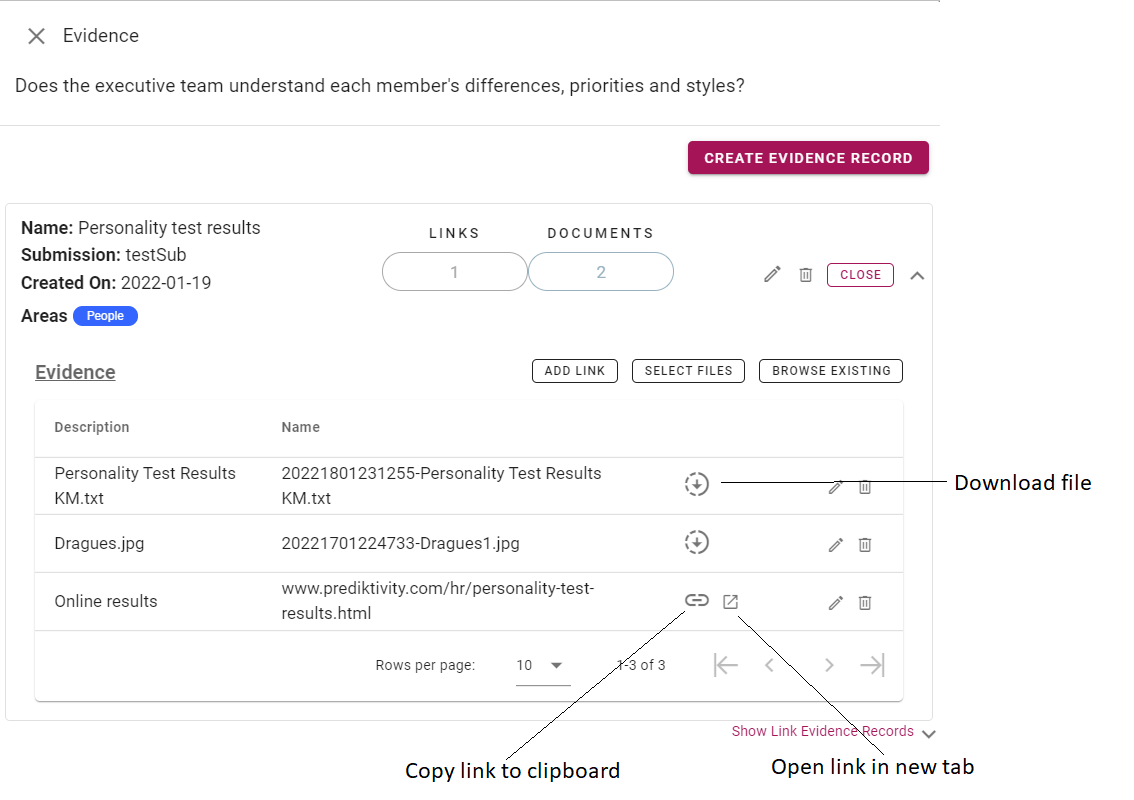 Evidence
Does the executive team understand each member's differences, priorities and styles?
CREATE EVIDENCE RECORD
Name: Personality test results
Submission: testSub
Created On: 2022-01-19
Areas People
LINKS DOCUMENTS
1 2
CLOSE
Evidence
ADD LINK SELECT FILES BROWSE EXISTING
Description Name
Personality Test Results
KM.txt
20221801231255-Personality Test Results
KM.txt
Download file
Dragues.jpg 20221701224733-Dragues1.jpg
Online results
www.prediktivity.com/hr/personality-test-
results.html
Rows per page: 10 1-3 of 3
Show Link Evidence Records
Copy link to clipboard
Open link in new tab